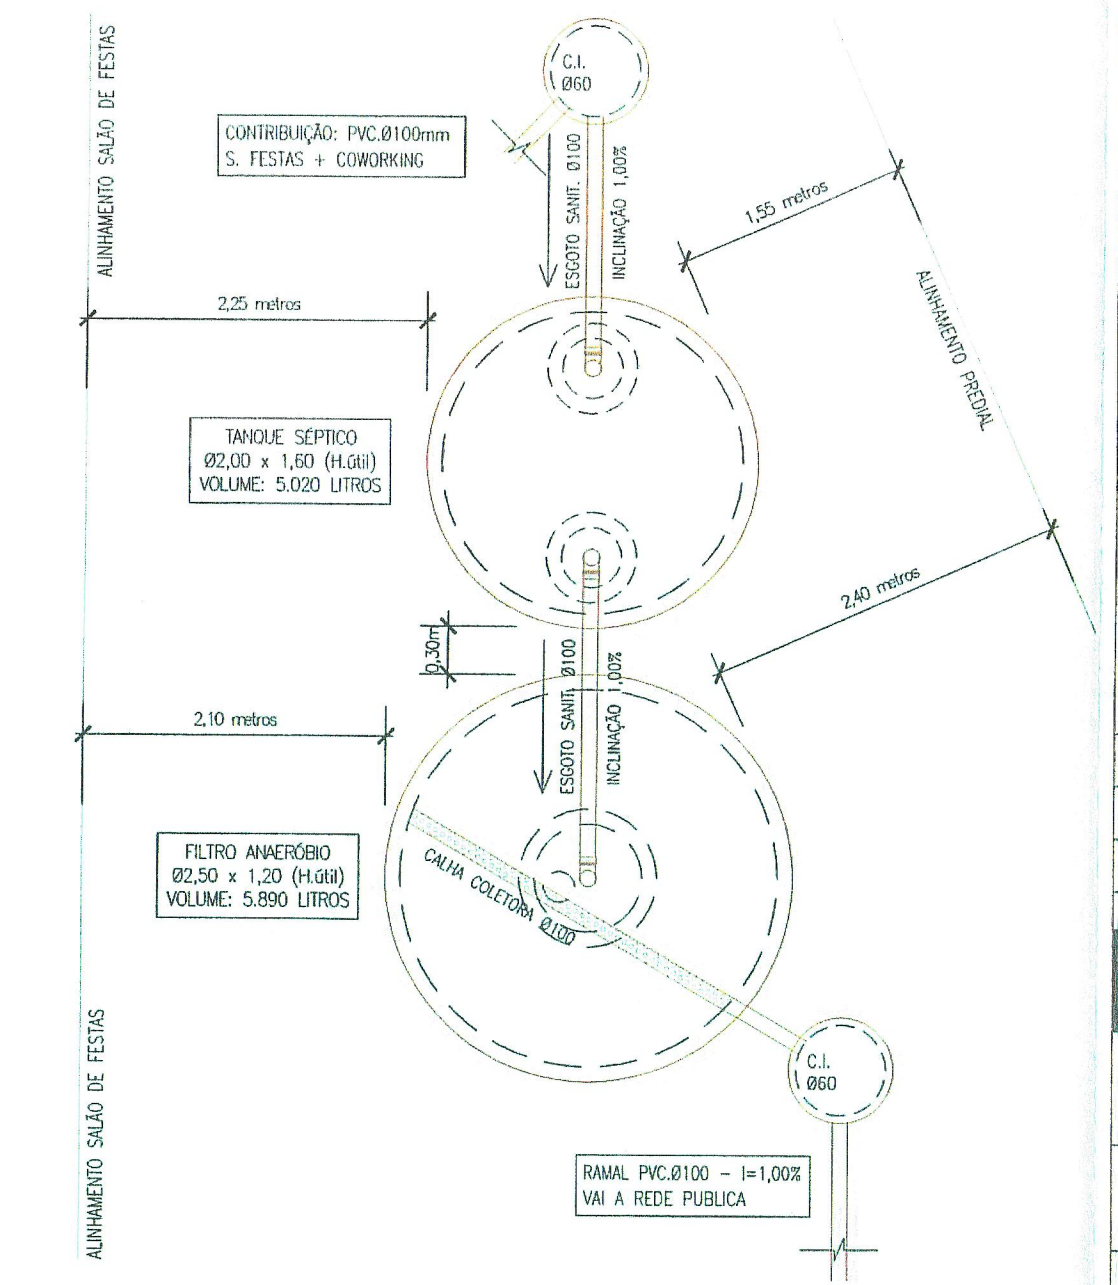 ALINHAMENTO SALÃO DE FESTAS
C.I.
Ø60
CONTRIBUIÇÃO: PVC.Ø100mm
S. FESTAS + COWORKING
ESGOTO SANIT. Ø100
INCLINAÇÃO 1,00%
1,55 metros
ALINHAMENTO PREDIAL
2,25 metros
TANQUE SÉPTICO
Ø2,00 x 1,60 (H.útil)
VOLUME: 5.020 LITROS
2,40 metros
0,30m
ESGOTO SANIT. Ø100
INCLINAÇÃO 1,00%
2,10 metros
FILTRO ANAERÓBIO
Ø2,50 x 1,20 (H.útil)
VOLUME: 5.890 LITROS
CALHA COLETORA Ø100
ALINHAMENTO SALÃO DE FESTAS
C.I.
Ø60
RAMAL PVC.Ø100 - I=1,00%
VAI A REDE PUBLICA